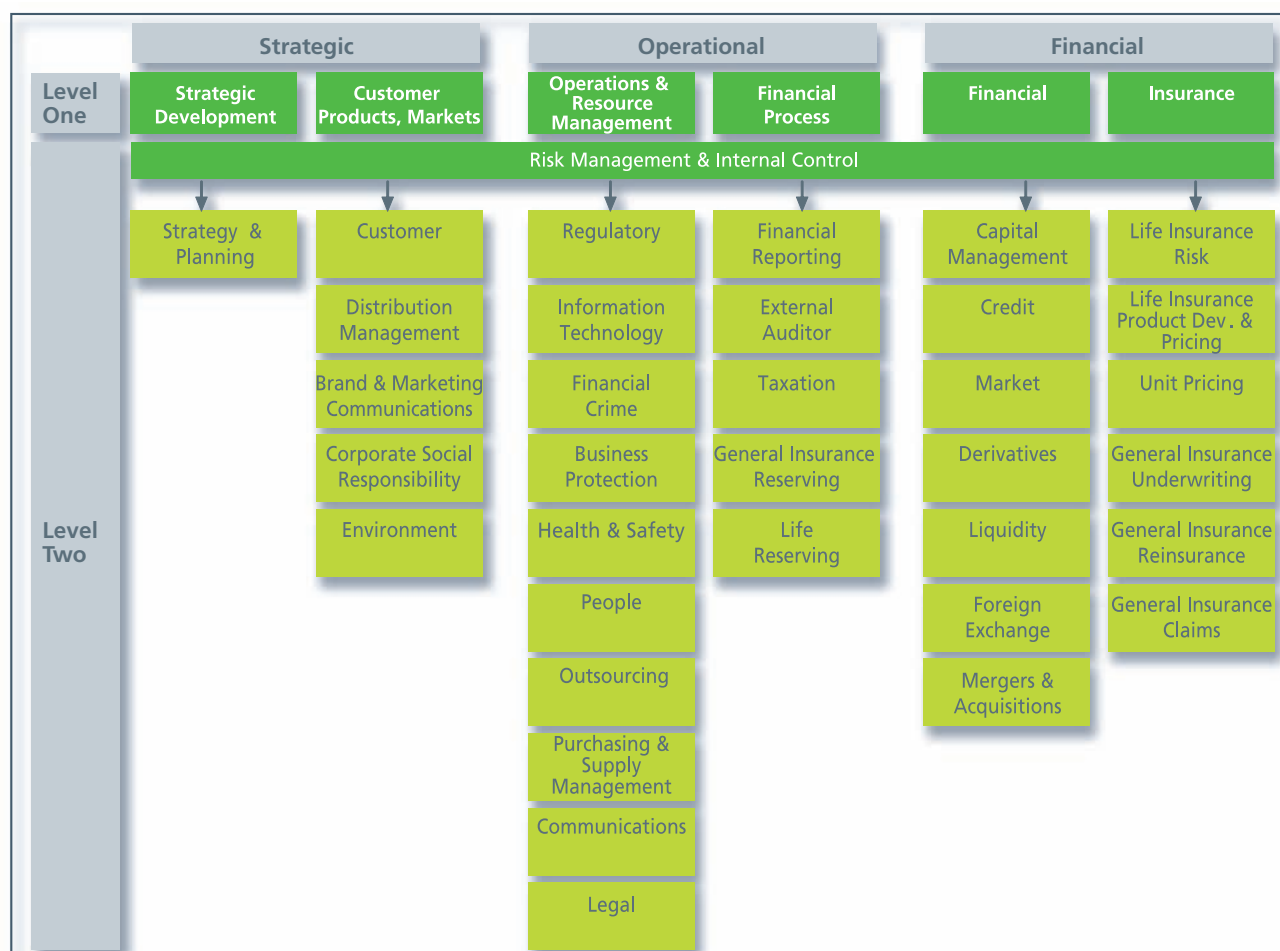 Strategic
Operational
Financial
Level
One
Strategic
Development
Customer
Products, Markets
Operations &
Resource
Management
Financial
Process
Financial
Insurance
Risk Management & Internal Control
Level
Two
Strategy &
Planning
Customer
Distribution
Management
Brand & Marketing
Communications
Corporate Social
Responsibility
Environment
Regulatory
Information
Technology
Financial
Crime
Business
Protection
Health & Safety
People
Outsourcing
Purchasing &
Supply
Management
Communications
Legal
Financial
Reporting
External
Auditor
Taxation
General Insurance
Reserving
Life
Reserving
Capital
Management
Credit
Market
Derivatives
Liquidity
Foreign
Exchange
Mergers &
Acquisitions
Life Insurance
Risk
Life Insurance
Product Dev. &
Pricing
Unit Pricing
General Insurance
Underwriting
General Insurance
Reinsurance
General Insurance
Claims